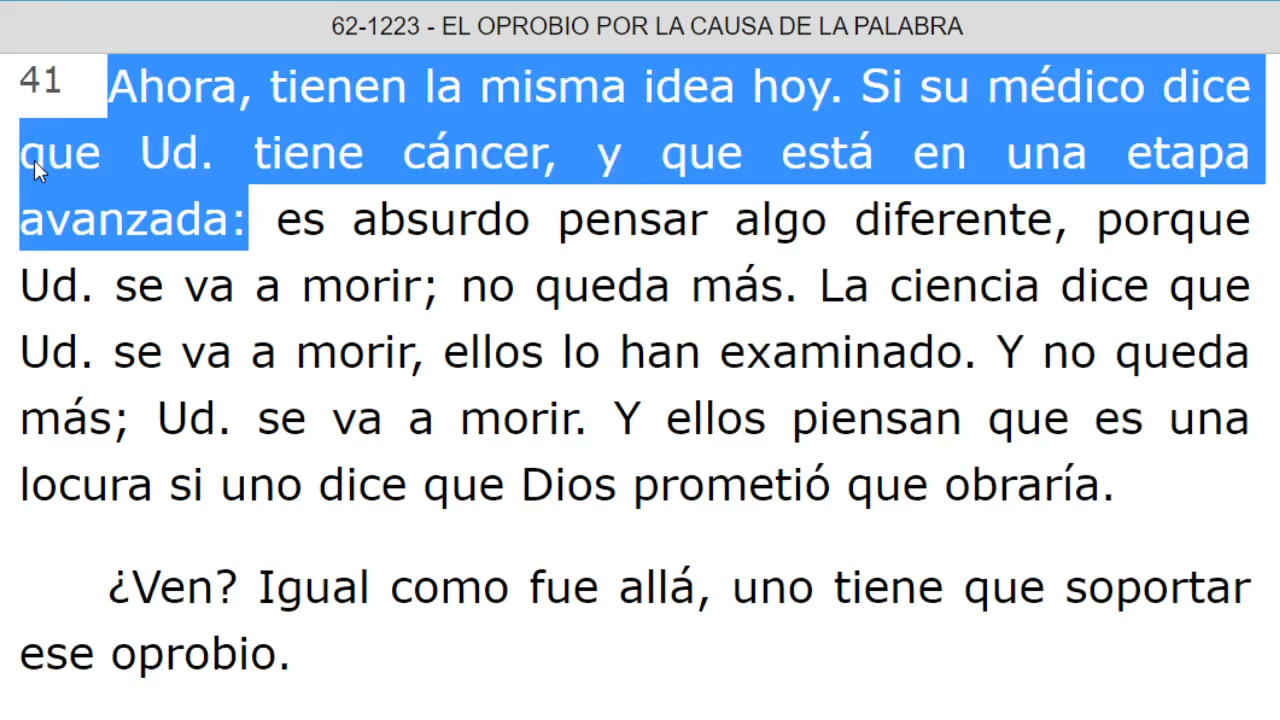 62-1223 - EL OPROBIO POR LA CAUSA DE LA PALABRA
41 Ahora, tienen la misma idea hoy. Si su médico dice
que Ud. tiene cáncer, y que está en una etapa
avanzada: es absurdo pensar algo diferente, porque
Ud. se va a morir; no queda más. La ciencia dice que
Ud. se va a morir, ellos lo han examinado. Y no queda
más; Ud. se va a morir. Y ellos piensan que es una
locura si uno dice que Dios prometió que obraría.
¿Ven? Igual como fue allá, uno tiene que soportar
ese oprobio.